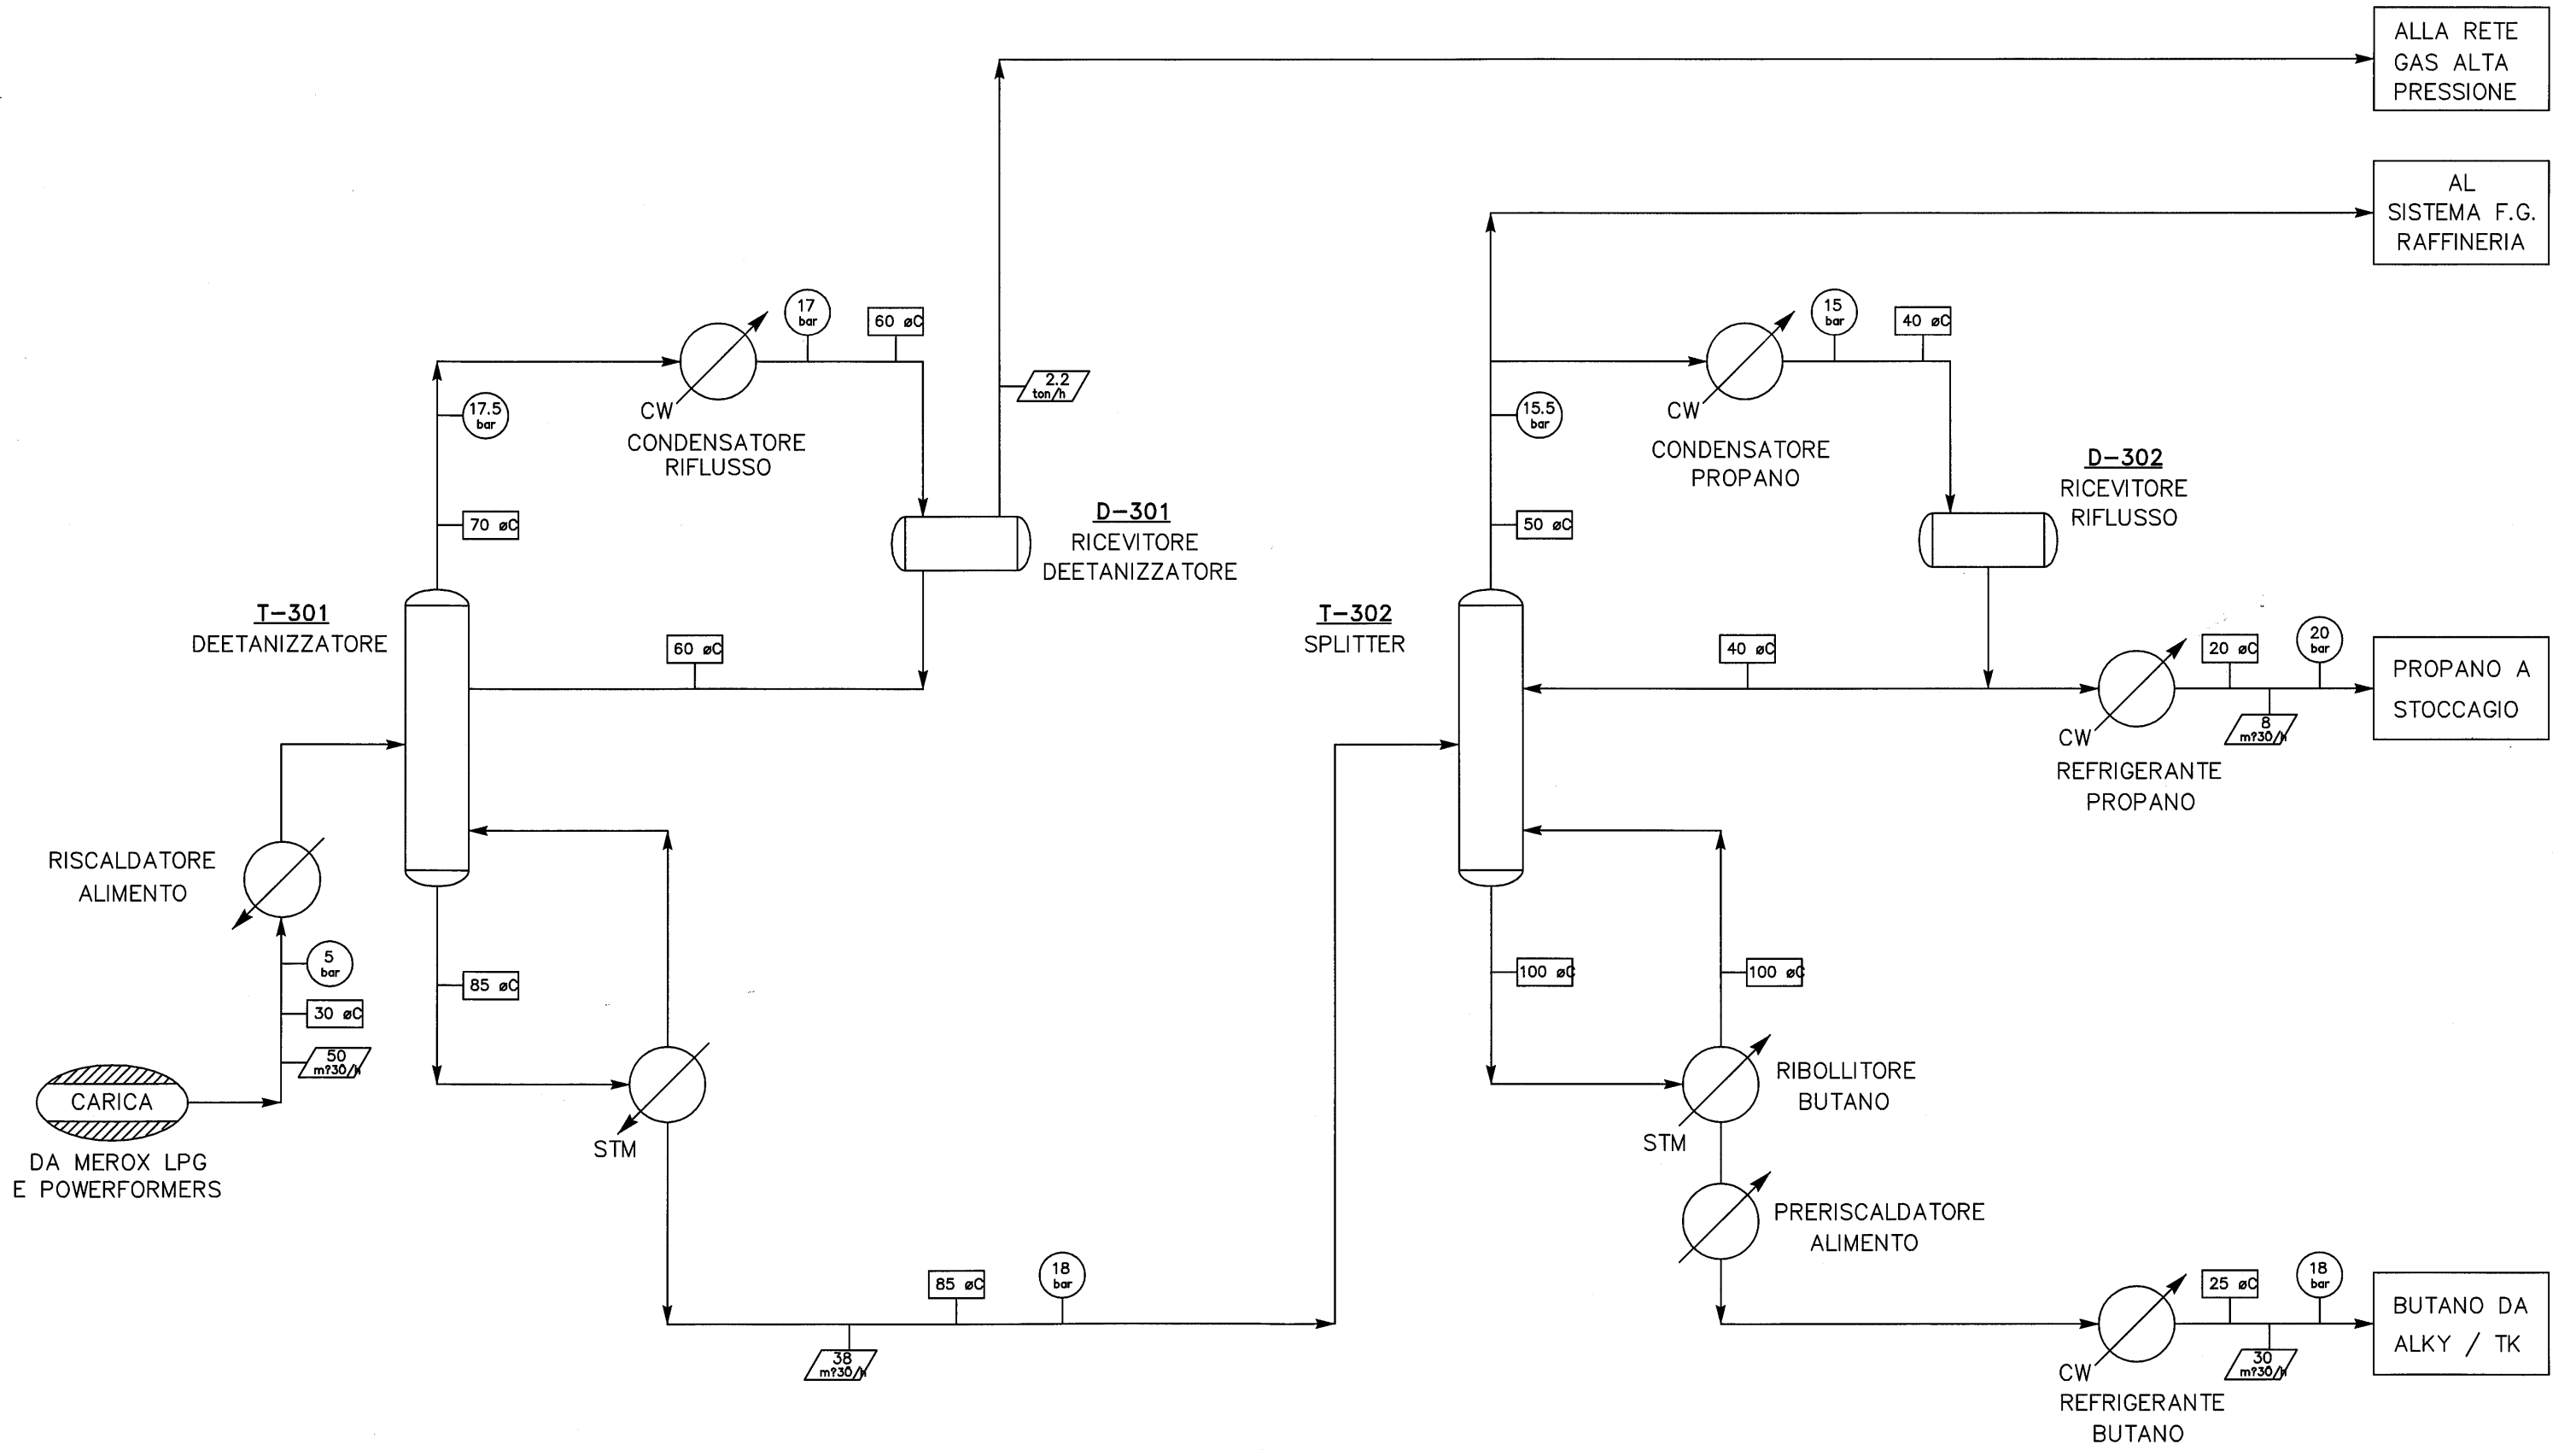 ALLA RETE
GAS ALTA
PRESSIONE
AL
SISTEMA F.G.
RAFFINERIA
17
bar
60 øC
15
bar
40 øC
2.2
ton/h
17.5
bar
CW
CONDENSATORE
RIFLUSSO
15.5
bar
CW
CONDENSATORE
PROPANO
D-302
RICEVITORE
RIFLUSSO
70 øC
D-301
RICEVITORE
DEETANIZZATORE
50 øC
T-301
DEETANIZZATORE
60 øC
T-302
SPLITTER
40 øC
20 øC
20
bar
PROPANO A
STOCCAGIO
8
m?30/h
CW
REFRIGERANTE
PROPANO
RISCALDATORE
ALIMENTO
5
bar
30 øC
50
m?30/h
85 øC
100 øC
100 øC
CARICA
DA MEROX LPG
E POWERFORMERS
STM
RIBOLLITORE
BUTANO
STM
PRERISCALDATORE
ALIMENTO
85 øC
18
bar
38
m?30/h
25 øC
18
bar
BUTANO DA
ALKY / TK
30
m?30/h
CW
REFRIGERANTE
BUTANO